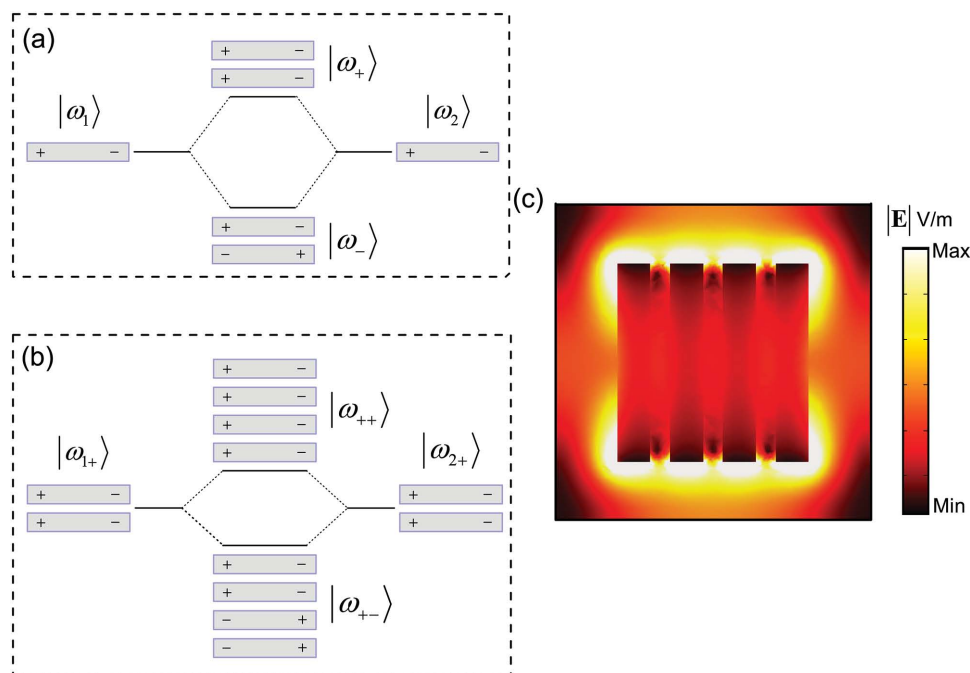 (a)
+ −
+ −
|ω₊⟩
|ω₁⟩
+ −
|ω₂⟩
+ −
+ −
− +
|ω₋⟩
(b)
+ −
+ −
+ −
+ −
|ω₊₊⟩
|ω₁₊⟩
+ −
+ −
|ω₂₊⟩
+ −
+ −
+ −
+ −
− +
− +
|ω₊₋⟩
(c)
|E| V/m
Max
Min